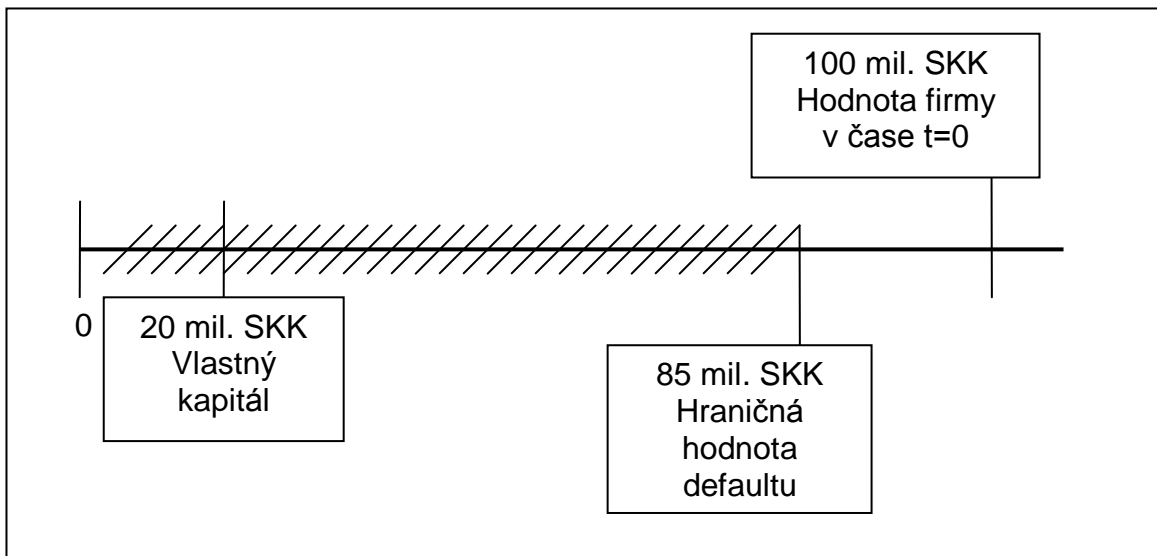 100 mil. SKK
Hodnota firmy
v čase t=0
0
20 mil. SKK
Vlastný
kapitál
85 mil. SKK
Hraničná
hodnota
defaultu